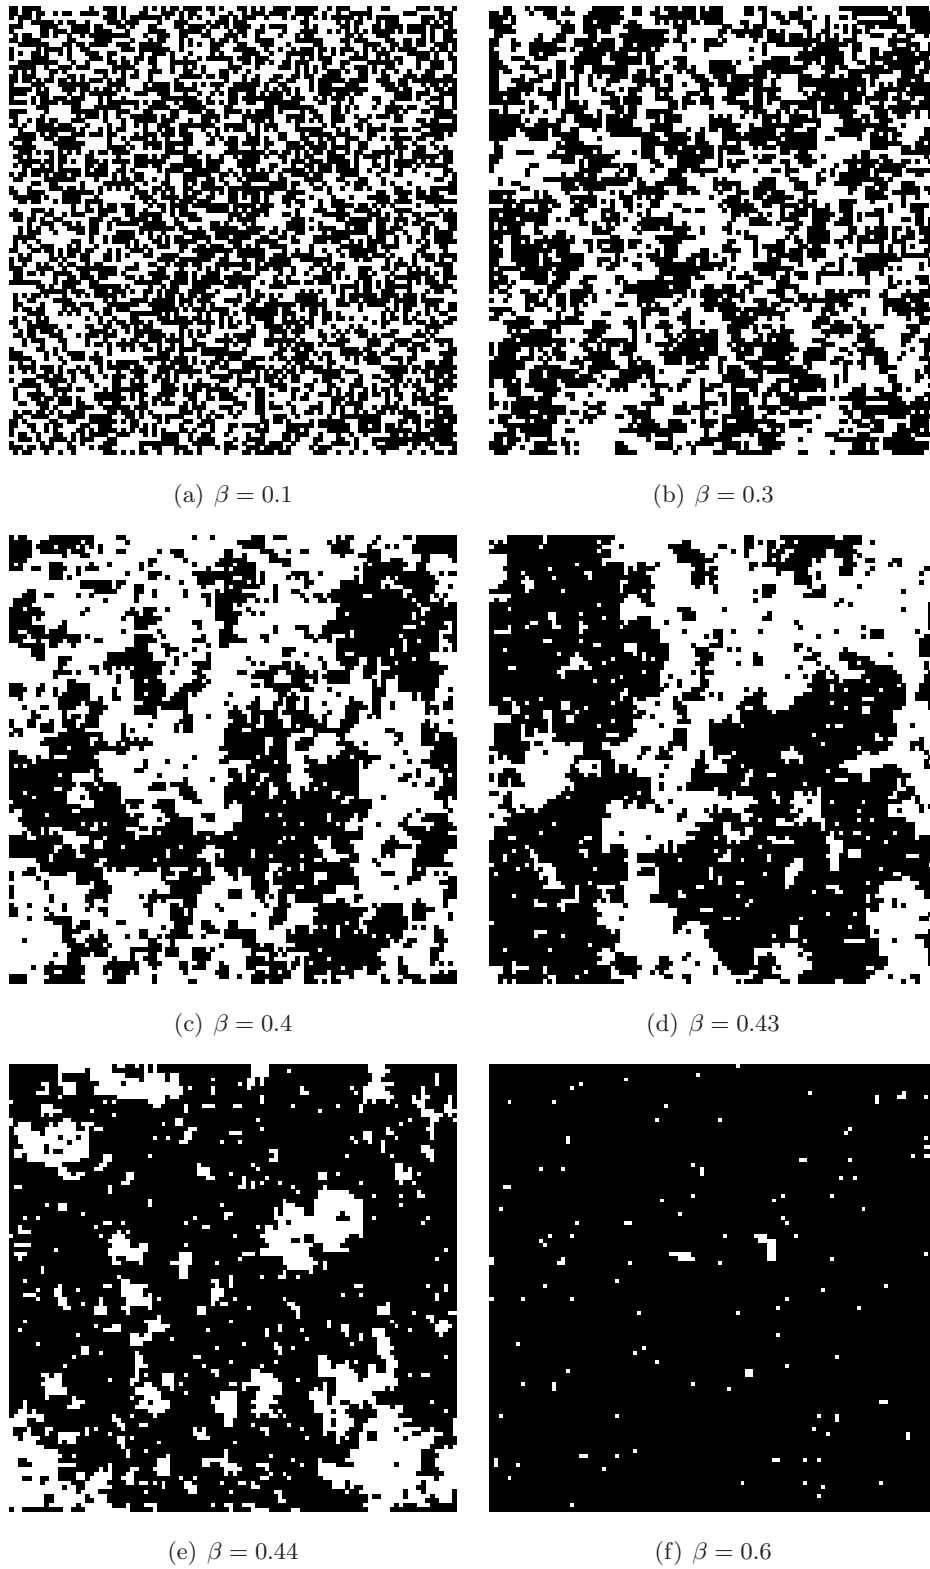 (a) β = 0.1
(b) β = 0.3
(c) β = 0.4
(d) β = 0.43
(e) β = 0.44
(f) β = 0.6